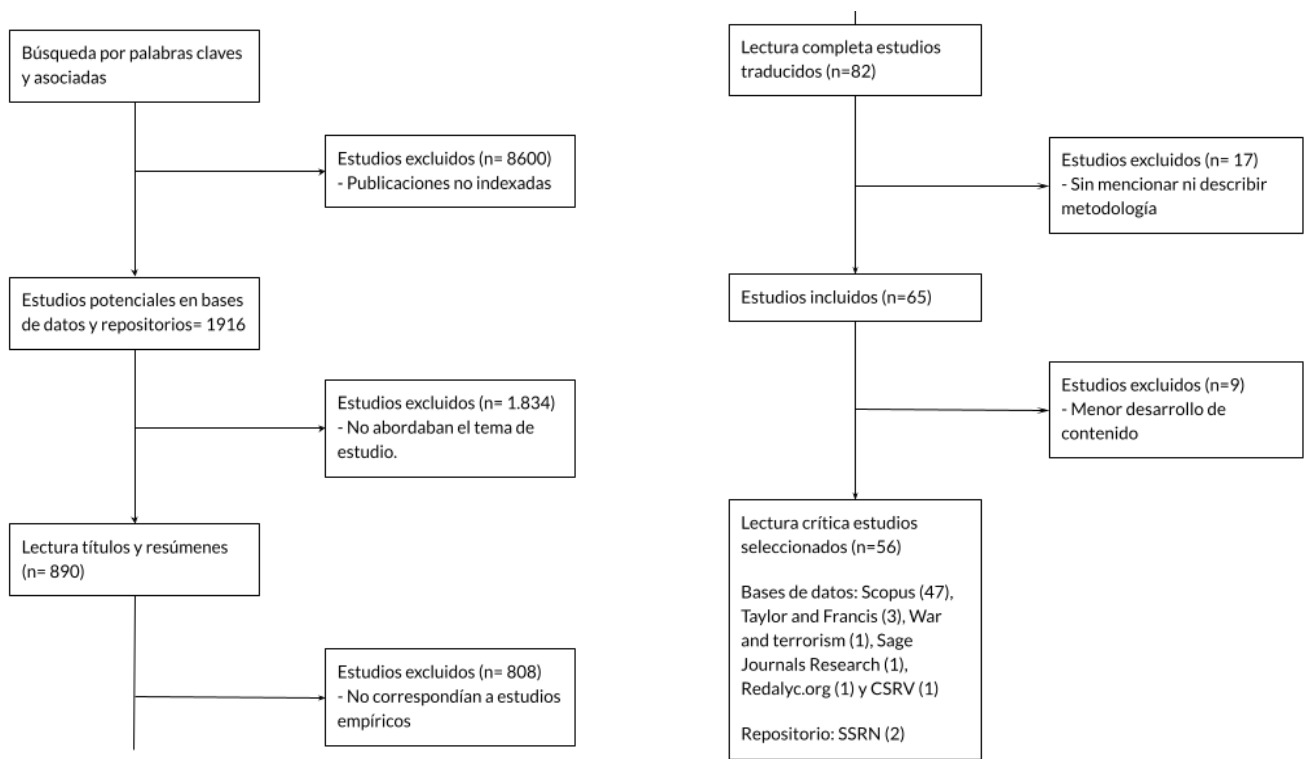 Búsqueda por palabras claves
y asociadas
Estudios excluidos (n= 8600)
- Publicaciones no indexadas
Estudios potenciales en bases
de datos y repositorios= 1916
Estudios excluidos (n= 1.834)
- No abordaban el tema de
estudio.
Lectura títulos y resúmenes
(n= 890)
Estudios excluidos (n= 808)
- No correspondían a estudios
empíricos
Lectura completa estudios
traducidos (n=82)
Estudios excluidos (n= 17)
- Sin mencionar ni describir
metodología
Estudios incluidos (n=65)
Estudios excluidos (n=9)
- Menor desarrollo de
contenido
Lectura crítica estudios
seleccionados (n=56)
Bases de datos: Scopus (47),
Taylor and Francis (3), War
and terrorism (1), Sage
Journals Research (1),
Redalyc.org (1) y CSRV (1)
Repositorio: SSRN (2)